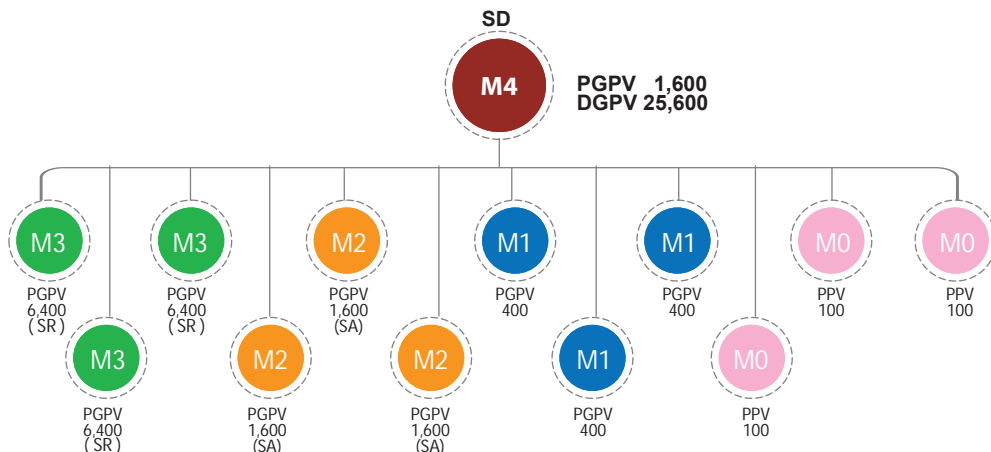 SD
M4
PGPV 1,600
DGPV 25,600
M3
M3
M2
M1
M1
M0
M0
PGPV
6,400
( SR )
PGPV
6,400
( SR )
PGPV
1,600
(SA)
PGPV
400
PGPV
400
PPV
100
PPV
100
M3
M2
M2
M1
M0
PGPV
6,400
( SR )
PGPV
1,600
(SA)
PGPV
1,600
(SA)
PGPV
400
PPV
100